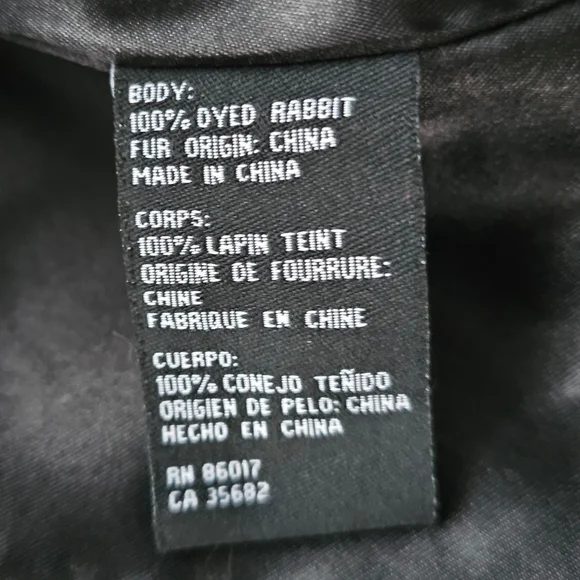 BODY:
100% DYED RABBIT
FUR ORIGIN: CHINA
MADE IN CHINA
CORPS:
100% LAPIN TEINT
ORIGINE DE FOURRURE:
CHINE
FABRIQUE EN CHINE
CUERPO:
100% CONEJO TEÑIDO
ORIGIEN DE PELO: CHINA
HECHO EN CHINA
RN 86017
CA 35682